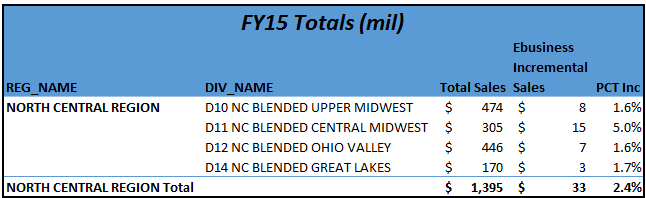 FY15 Totals (mil)
REG_NAME DIV_NAME Total Sales Ebusiness Incremental Sales PCT Inc
NORTH CENTRAL REGION D10 NC BLENDED UPPER MIDWEST $ 474 $ 8 1.6%
D11 NC BLENDED CENTRAL MIDWEST $ 305 $ 15 5.0%
D12 NC BLENDED OHIO VALLEY $ 446 $ 7 1.6%
D14 NC BLENDED GREAT LAKES $ 170 $ 3 1.7%
NORTH CENTRAL REGION Total $ 1,395 $ 33 2.4%